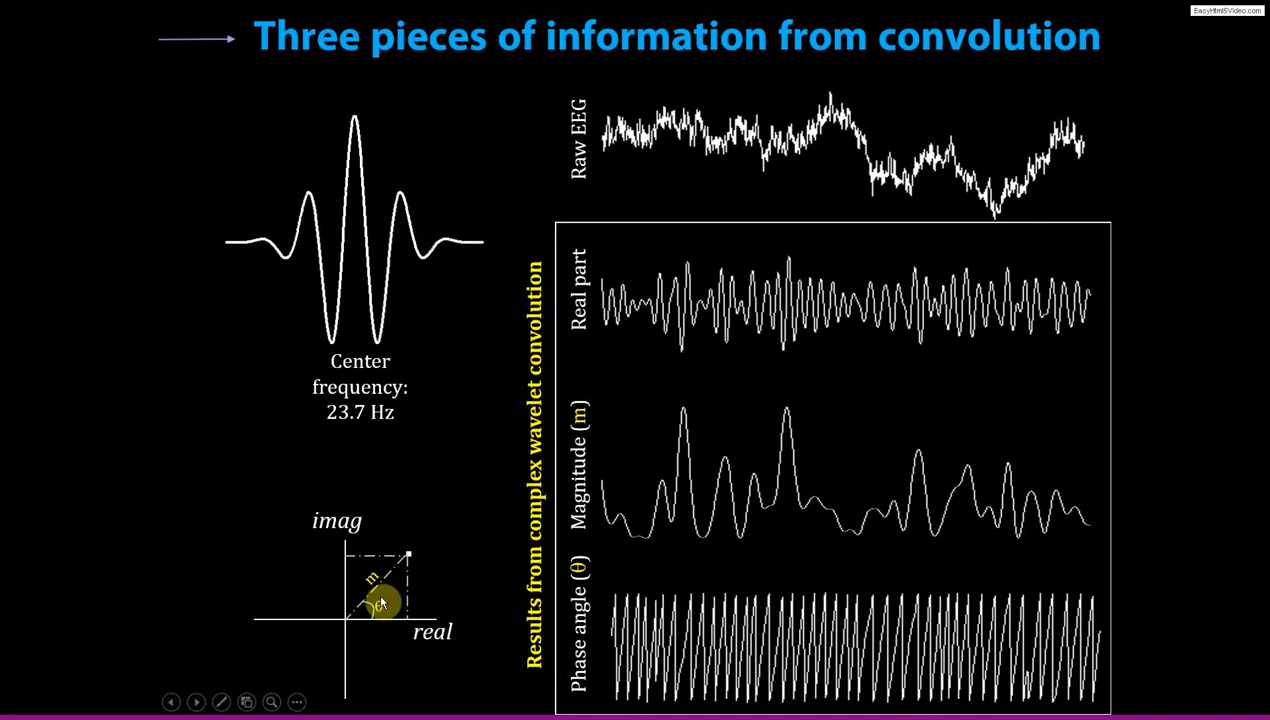 EasyHtml5Video.com
Three pieces of information from convolution
Raw EEG
Center
frequency:
23.7 Hz
Results from complex wavelet convolution
Real part
Magnitude (m)
Phase angle (θ)
imag
m
real